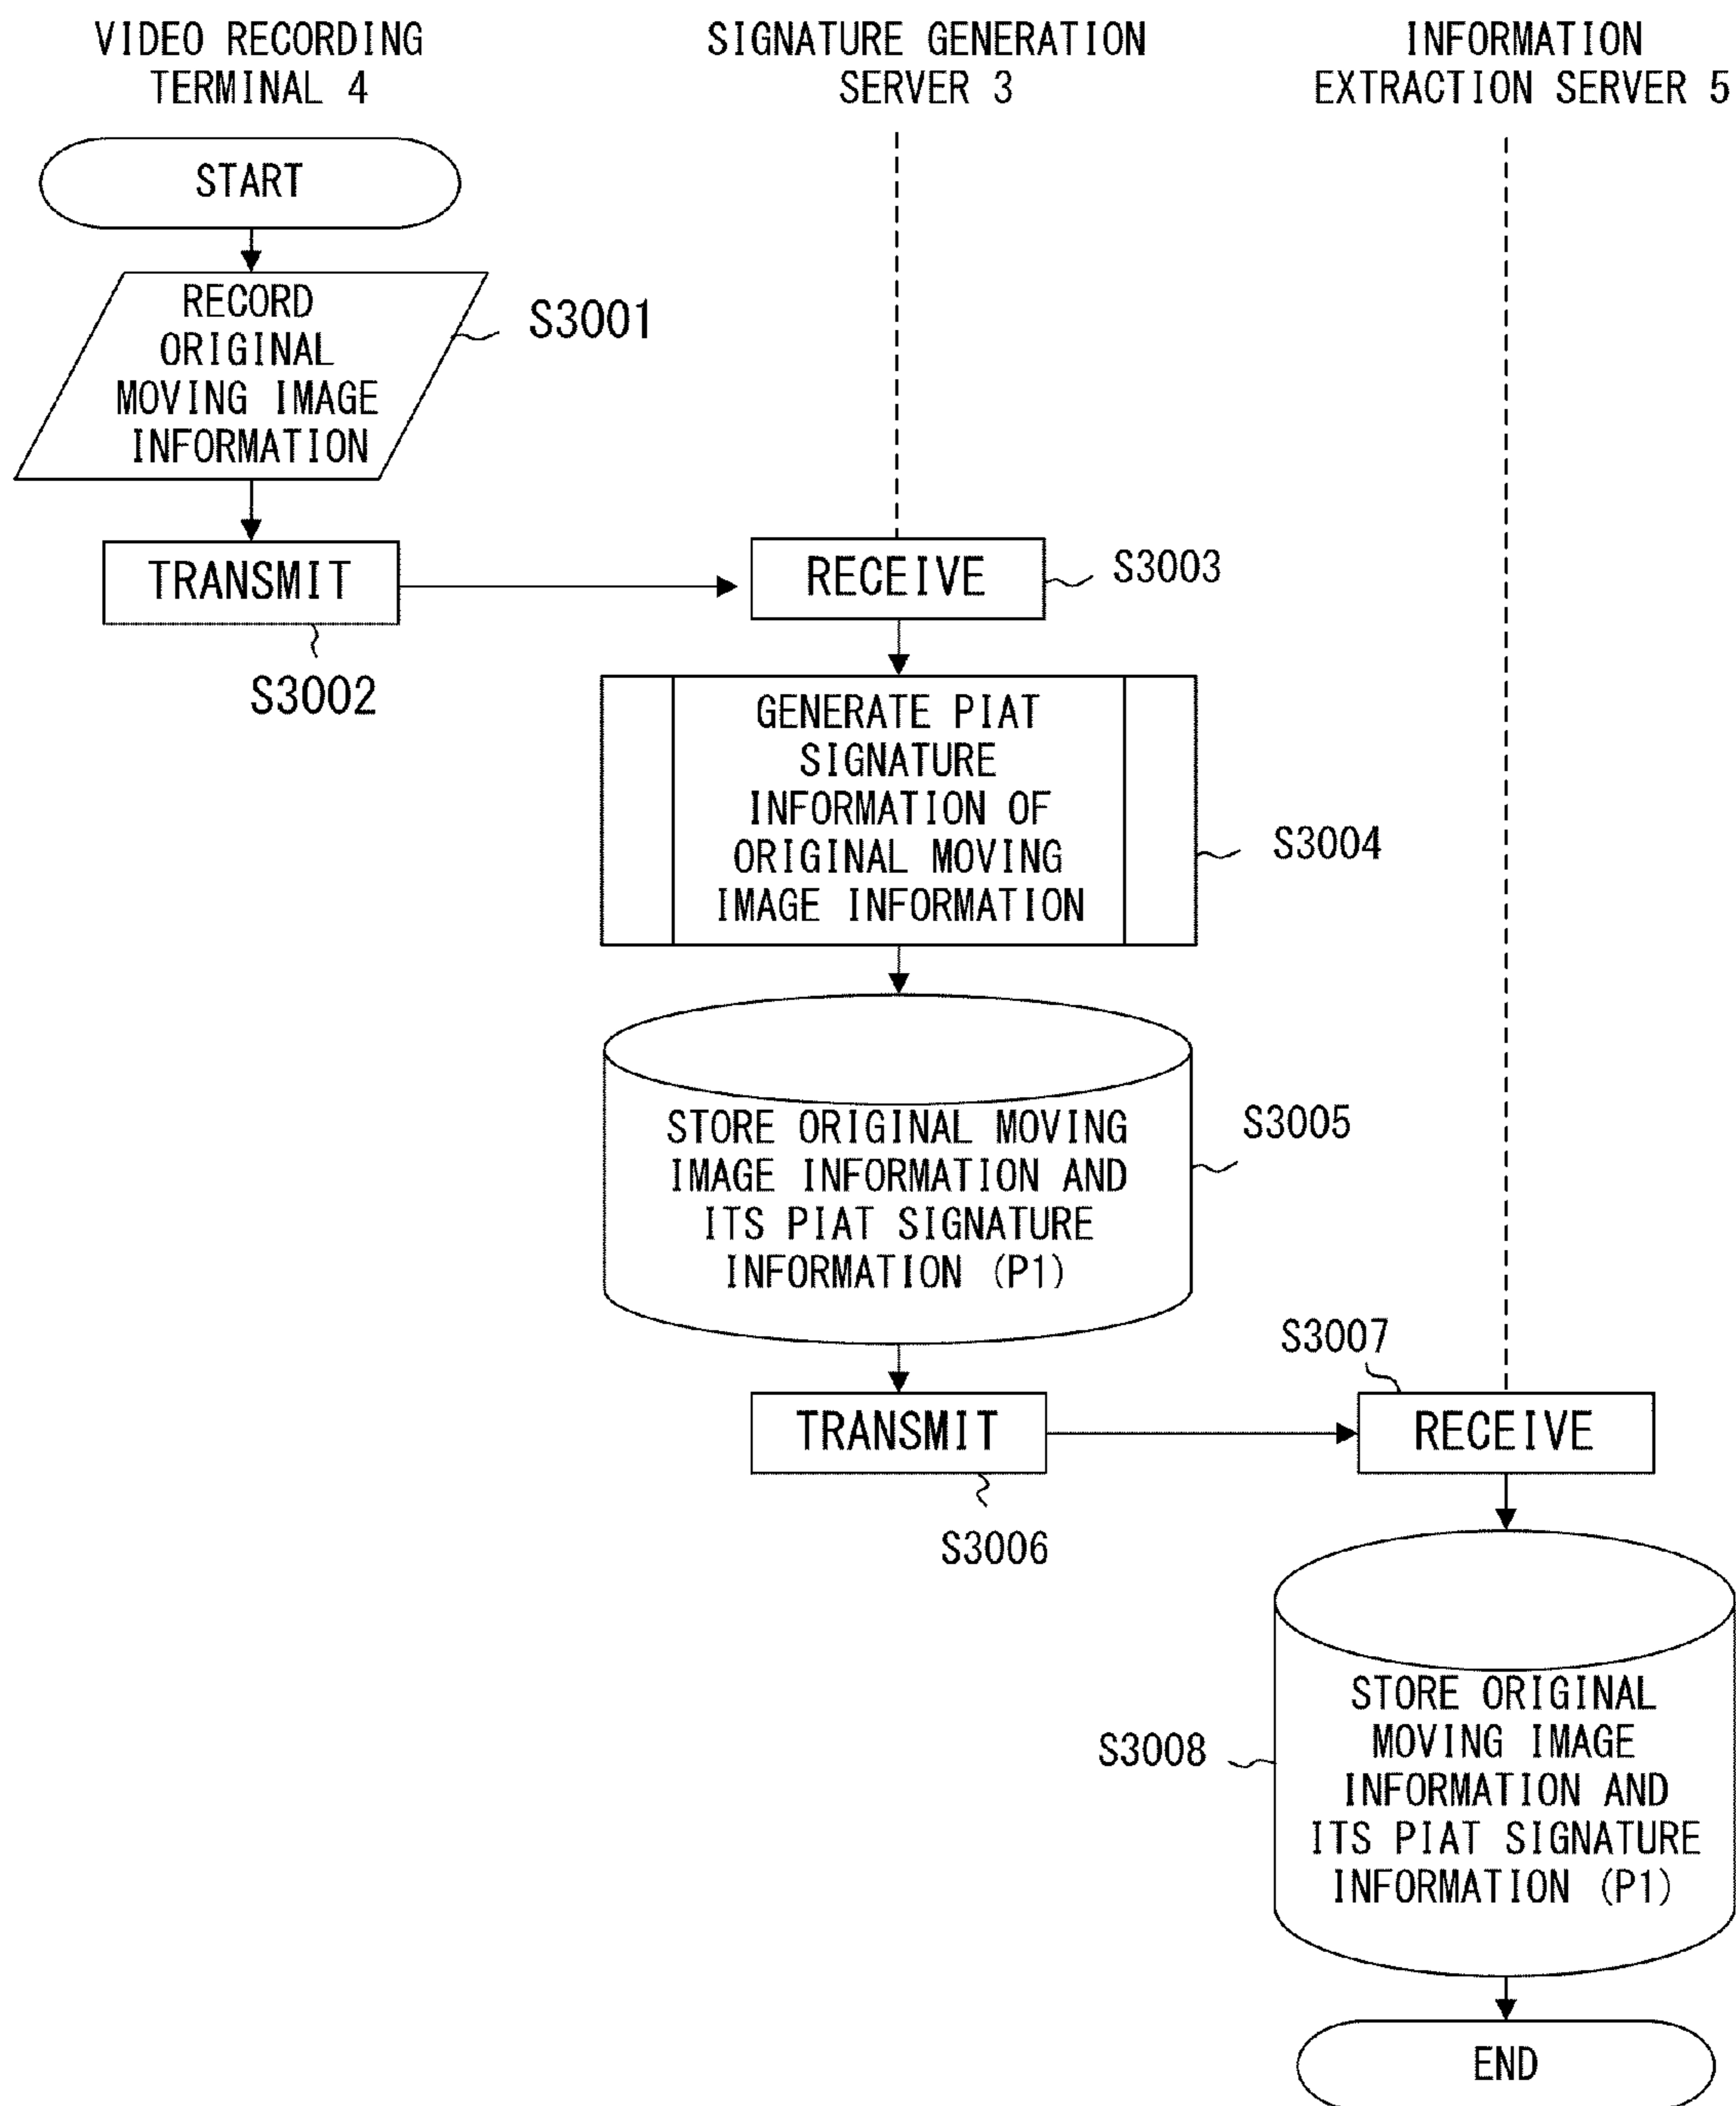 VIDEO RECORDING
TERMINAL 4
SIGNATURE GENERATION
SERVER 3
INFORMATION
EXTRACTION SERVER 5
START
RECORD
ORIGINAL
MOVING IMAGE
INFORMATION
S3001
TRANSMIT
S3002
RECEIVE
S3003
GENERATE PIAT
SIGNATURE
INFORMATION OF
ORIGINAL MOVING
IMAGE INFORMATION
S3004
STORE ORIGINAL MOVING
IMAGE INFORMATION AND
ITS PIAT SIGNATURE
INFORMATION (P1)
S3005
TRANSMIT
S3006
S3007
RECEIVE
STORE ORIGINAL
MOVING IMAGE
INFORMATION AND
ITS PIAT SIGNATURE
INFORMATION (P1)
S3008
END